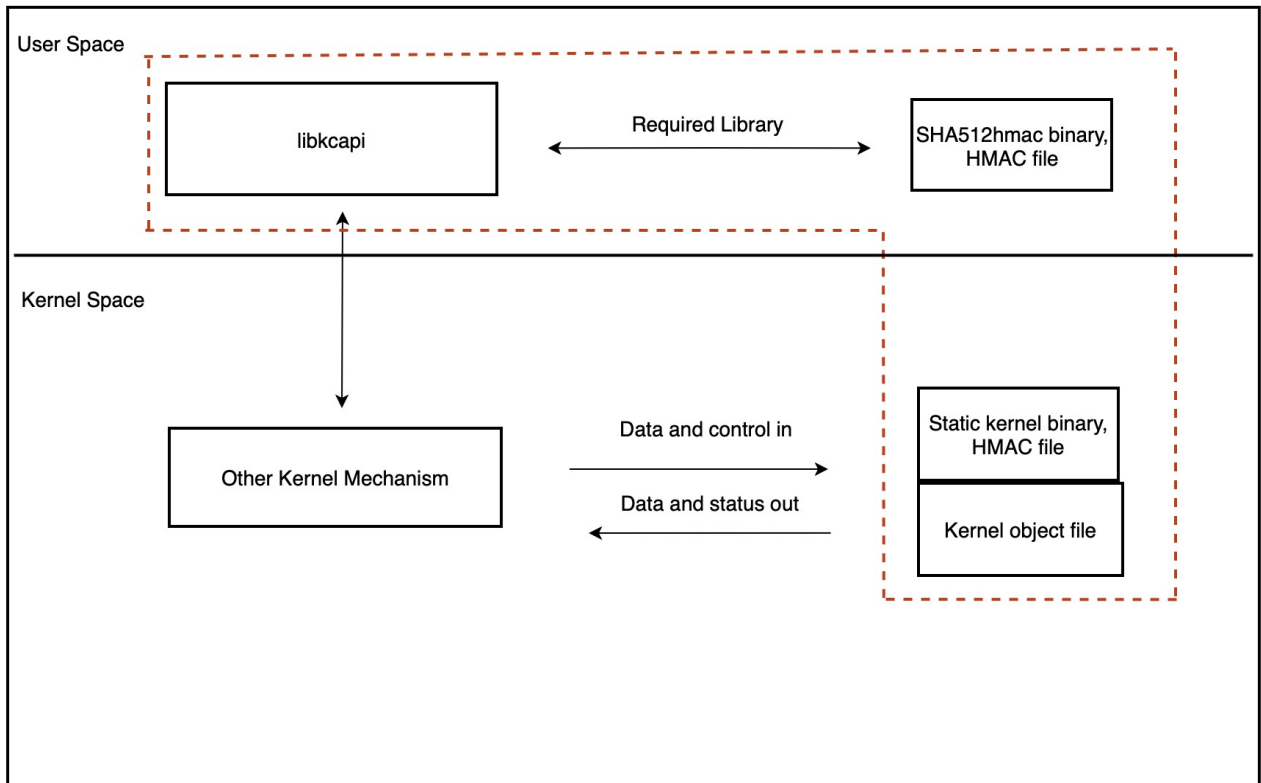 User Space
libkcapi
Required Library
SHA512hmac binary,
HMAC file
Kernel Space
Other Kernel Mechanism
Data and control in
Data and status out
Static kernel binary,
HMAC file
Kernel object file